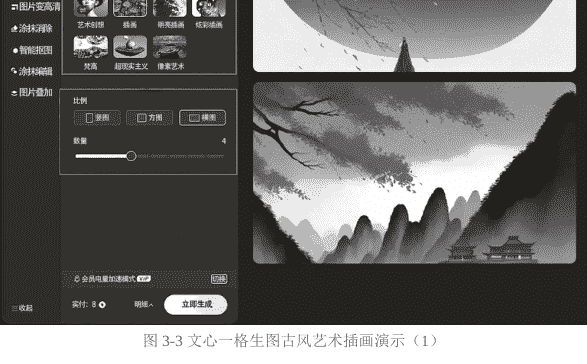 图片变高清
涂抹消除
智能抠图
涂抹编辑
图片叠加
艺术创想 插画 明亮插画 炫彩插画
梵高 超现实主义 像素艺术
比例
竖图 方图 横图
数量 4
会员电量加速模式 VIP 切换
收起
实付：8 明细 立即生成
图 3-3 文心一格生图古风艺术插画演示（1）